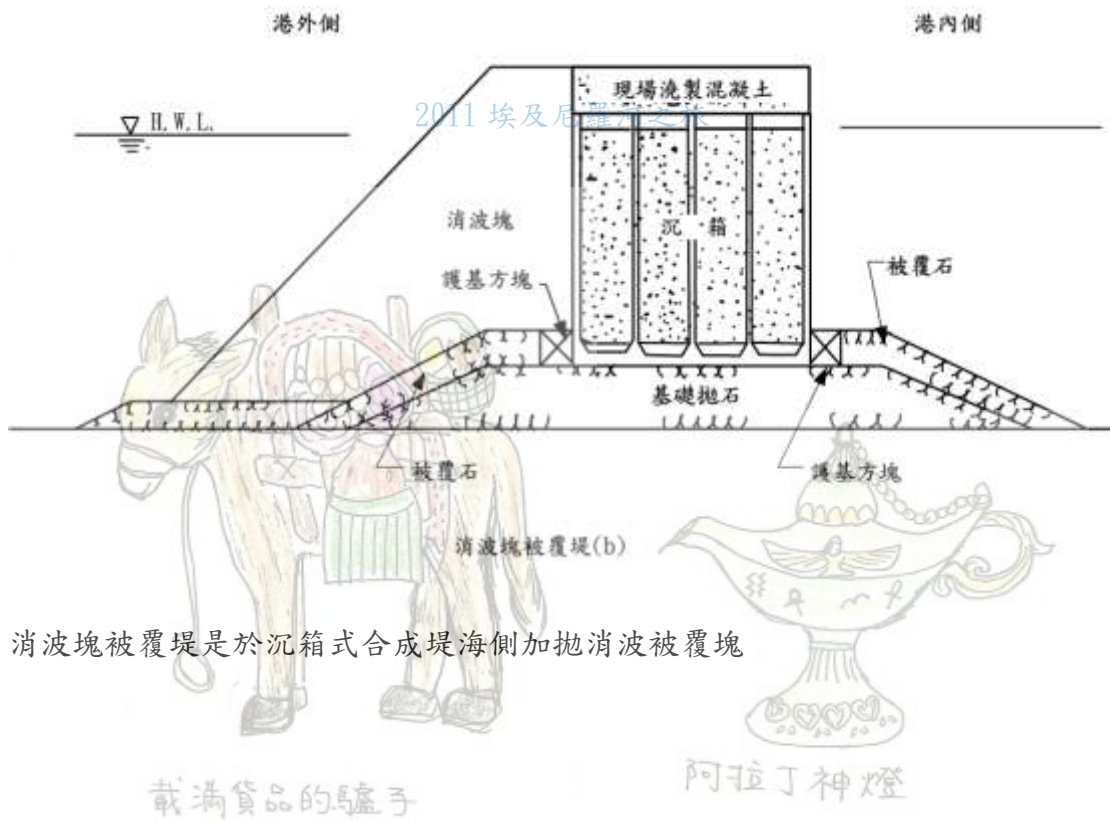 港外側
港內側
現場澆製混凝土
2011 埃及尼羅河之旅
H.W.L.
消波塊
沉 箱
被覆石
護基方塊
基礎拋石
被覆石
護基方塊
消波塊被覆堤(b)
消波塊被覆堤是於沉箱式合成堤海側加拋消波被覆塊
載滿貨品的驢子
阿拉丁神燈